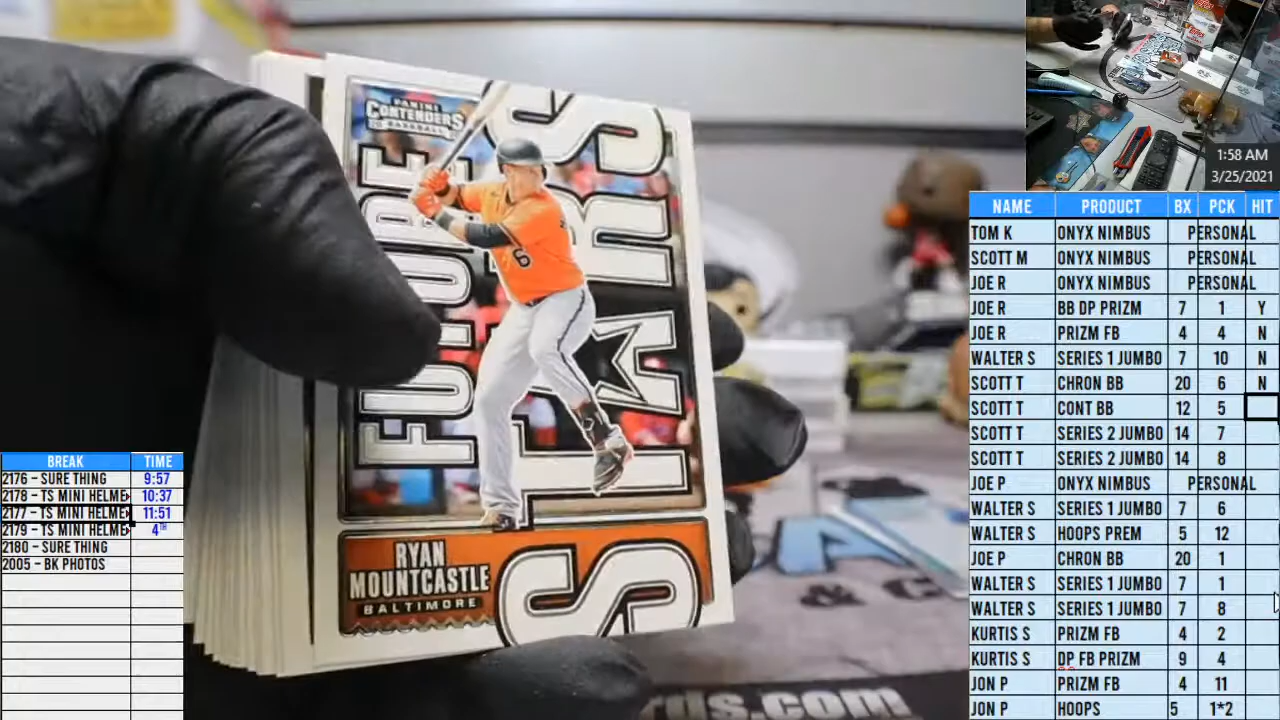 PANINI
CONTENDERS
BASEBALL
FUTURE
STARS
6
RYAN
MOUNTCASTLE
BALTIMORE
rds.com
1:58 AM
3/25/2021
NAME PRODUCT BX PCK HIT
TOM K ONYX NIMBUS PERSONAL
SCOTT M ONYX NIMBUS PERSONAL
JOE R ONYX NIMBUS PERSONAL
JOE R BB DP PRIZM 7 1 Y
JOE R PRIZM FB 4 4 N
WALTER S SERIES 1 JUMBO 7 10 N
SCOTT T CHRON BB 20 6 N
SCOTT T CONT BB 12 5
SCOTT T SERIES 2 JUMBO 14 7
SCOTT T SERIES 2 JUMBO 14 8
JOE P ONYX NIMBUS PERSONAL
WALTER S SERIES 1 JUMBO 7 6
WALTER S HOOPS PREM 5 12
JOE P CHRON BB 20 1
WALTER S SERIES 1 JUMBO 7 1
WALTER S SERIES 1 JUMBO 7 8
KURTIS S PRIZM FB 4 2
KURTIS S DP FB PRIZM 9 4
JON P PRIZM FB 4 11
JON P HOOPS 5 1*2
BREAK TIME
2176 – SURE THING 9:57
2178 – TS MINI HELME 10:37
2177 – TS MINI HELME 11:51
2179 – TS MINI HELME 4TH
2180 – SURE THING
2005 – BK PHOTOS